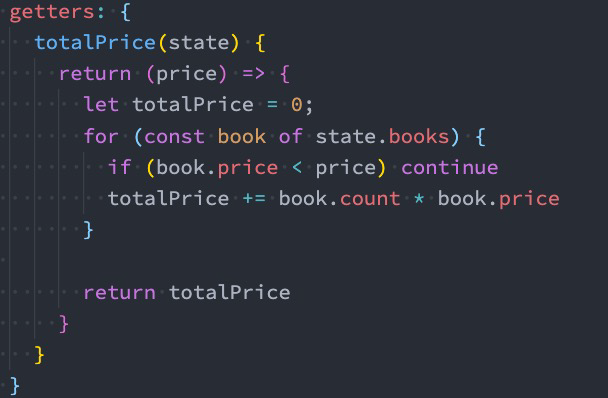 getters: {
  totalPrice(state) {
    return (price) => {
      let totalPrice = 0;
      for (const book of state.books) {
        if (book.price < price) continue
        totalPrice += book.count * book.price
      }

      return totalPrice
    }
  }
}